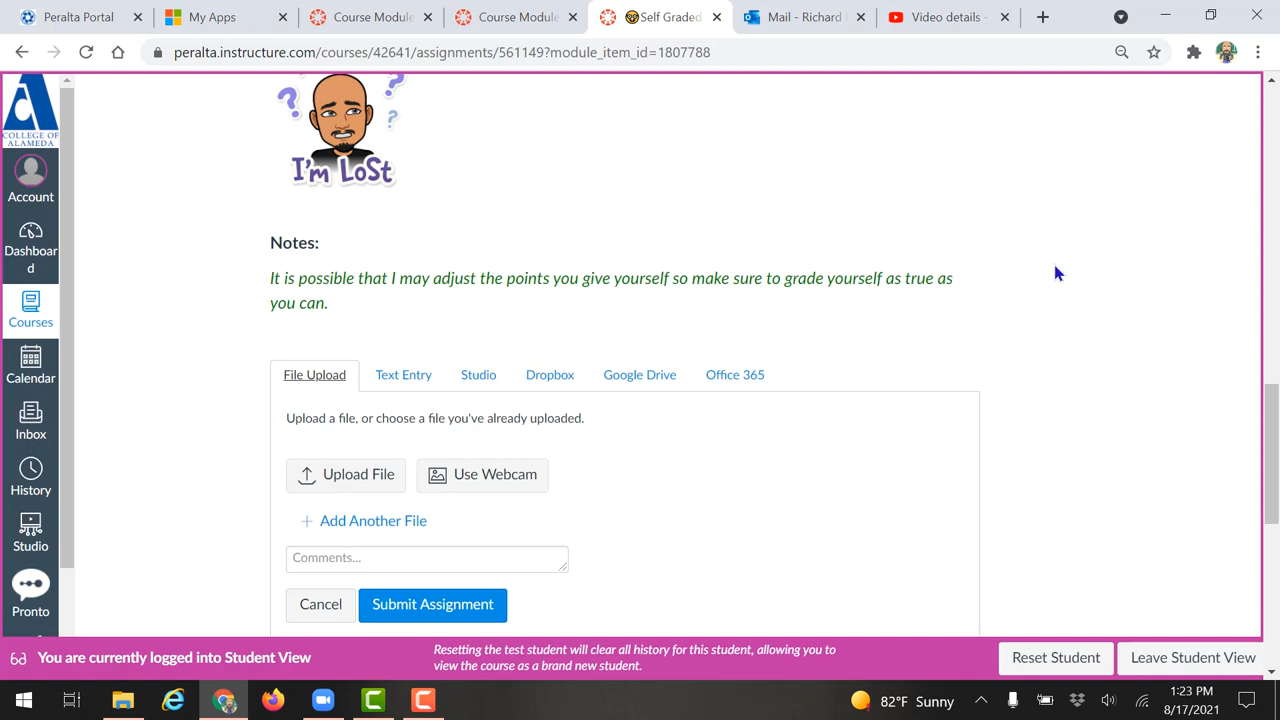 Peralta Portal
My Apps
Course Module
Course Module
Self Graded
Mail - Richard
Video details -
peralta.instructure.com/courses/42641/assignments/561149?module_item_id=1807788
COLLEGE OF
ALAMEDA
Account
Dashboar
d
Courses
Calendar
Inbox
History
Studio
Pronto
? ? ?
I'm LoSt
Notes:
It is possible that I may adjust the points you give yourself so make sure to grade yourself as true as
you can.
File Upload
Text Entry
Studio
Dropbox
Google Drive
Office 365
Upload a file, or choose a file you've already uploaded.
Upload File
Use Webcam
+ Add Another File
Comments...
Cancel
Submit Assignment
You are currently logged into Student View
Resetting the test student will clear all history for this student, allowing you to
view the course as a brand new student.
Reset Student
Leave Student View
82°F Sunny
1:23 PM
8/17/2021